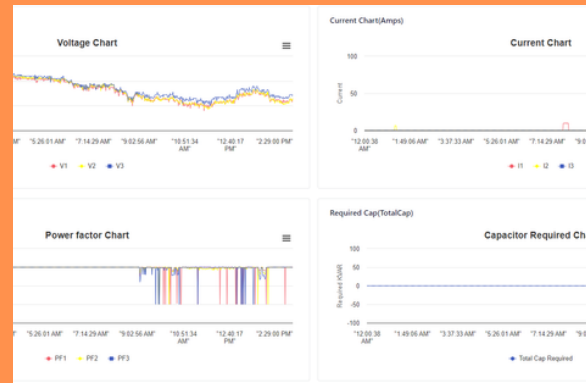 Voltage Chart
"5:26:01 AM" "7:14:29 AM" "9:02:56 AM" "10:51:34 AM" "12:40:17 PM" "2:29:00 PM"
V1 V2 V3
Current Chart(Amps)
Current Chart
100
Current
50
0
"12:00:38 AM" "1:49:06 AM" "3:37:33 AM" "5:26:01 AM" "7:14:29 AM"
I1 I2 I3
Power factor Chart
"5:26:01 AM" "7:14:29 AM" "9:02:56 AM" "10:51:34 AM" "12:40:17 PM" "2:29:00 PM"
PF1 PF2 PF3
Required Cap(TotalCap)
Capacitor Required Ch
100
50
Required KVAR
0
-50
-100
"12:00:38 AM" "1:49:06 AM" "3:37:33 AM" "5:26:01 AM" "7:14:29 AM"
Total Cap Required